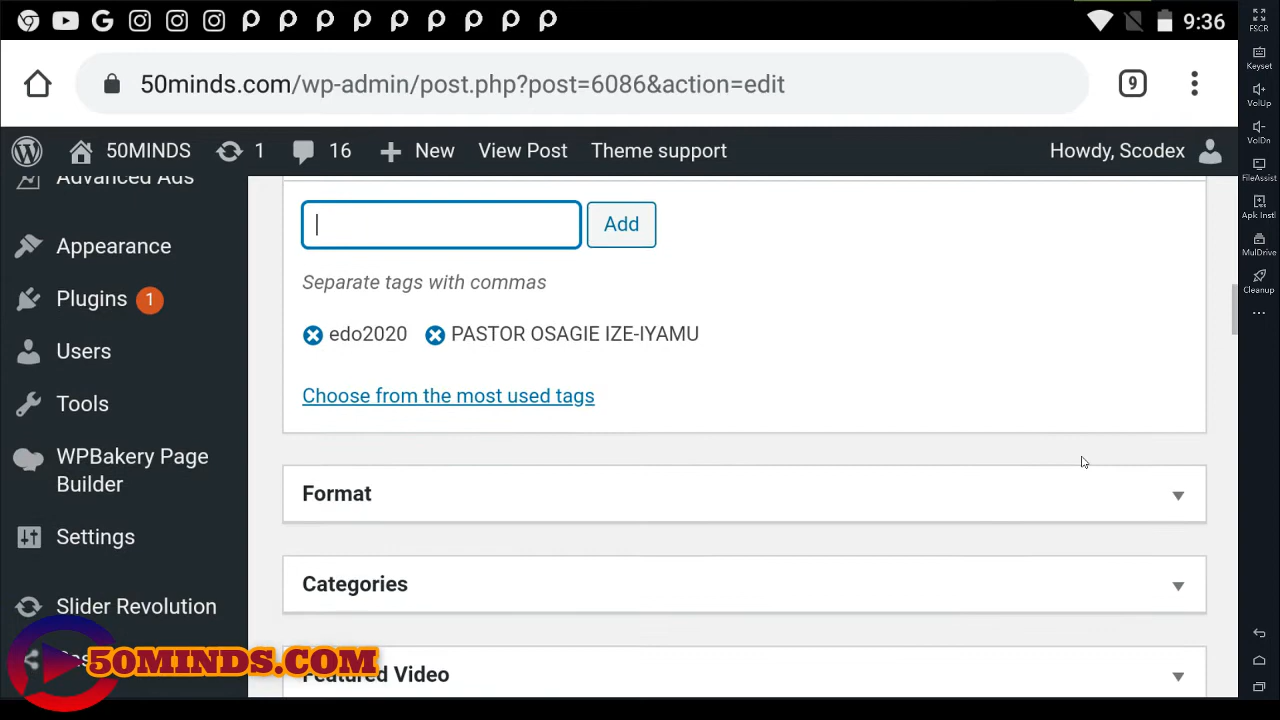 9:36
FSCR
50minds.com/wp-admin/post.php?post=6086&action=edit
9
Keyset
VolUp
VolDn
50MINDS 1 16 New View Post Theme support Howdy, Scodex
FileAssist
Advanced Ads
Apk Instl
Add
Appearance
MulDrive
Separate tags with commas
Cleanup
Plugins 1
edo2020 PASTOR OSAGIE IZE-IYAMU
Users
Choose from the most used tags
Tools
WPBakery Page
Builder
Format
Settings
Categories
Slider Revolution
50MINDS.COM
Featured Video